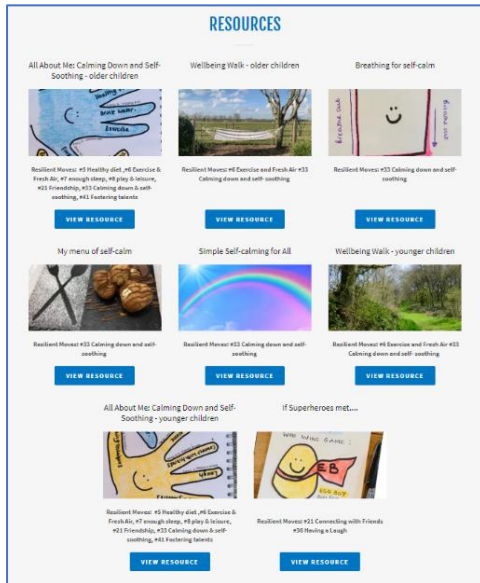 RESOURCES
All About Me: Calming Down and Self-
Soothing - older children
Resilient Moves: #5 Healthy diet ,#6 Exercise &
Fresh Air, #7 enough sleep, #8 play & leisure,
#21 Friendship, #33 Calming down & self-
soothing, #41 Fostering talents
VIEW RESOURCE
Wellbeing Walk - older children
Resilient Moves: #6 Exercise and Fresh Air #33
Calming down and self- soothing
VIEW RESOURCE
Breathing for self-calm
Breathe out
Resilient Moves: #33 Calming down and self-
soothing
VIEW RESOURCE
My menu of self-calm
Resilient Moves: #33 Calming down and self-
soothing
VIEW RESOURCE
Simple Self-calming for All
Resilient Moves: #33 Calming down and self-
soothing
VIEW RESOURCE
Wellbeing Walk - younger children
Resilient Moves: #6 Exercise and Fresh Air #33
Calming down and self- soothing
VIEW RESOURCE
All About Me: Calming Down and Self-
Soothing - younger children
Laugh
Resilient Moves: #5 Healthy diet ,#6 Exercise &
Fresh Air, #7 enough sleep, #8 play & leisure,
#21 Friendship, #33 Calming down & self-
soothing, #41 Fostering talents
VIEW RESOURCE
If Superheroes met....
EB
EGG BOY
Resilient Moves: #21 Connecting with Friends
#36 Having a Laugh
VIEW RESOURCE